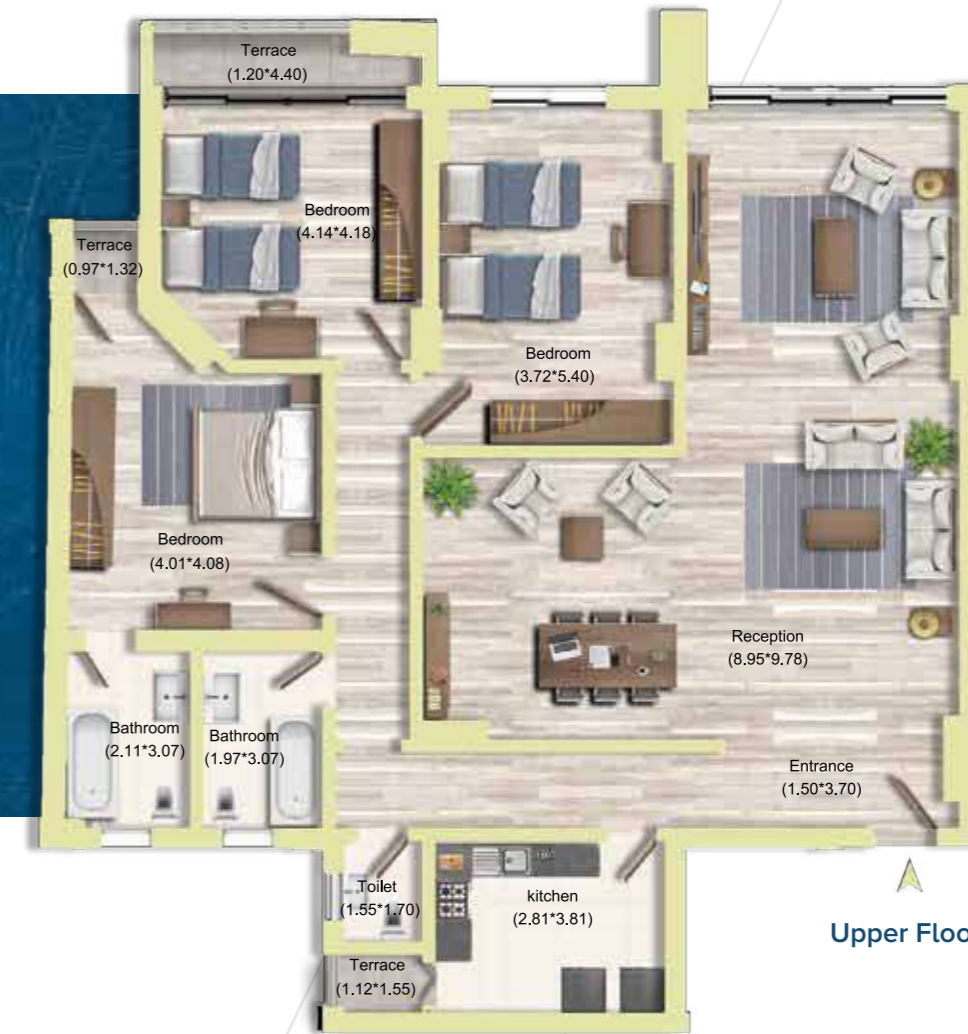 Terrace
(1.20*4.40)
Bedroom
(4.14*4.18)
Terrace
(0.97*1.32)
Bedroom
(3.72*5.40)
Bedroom
(4.01*4.08)
Reception
(8.95*9.78)
Bathroom
(2.11*3.07)
Bathroom
(1.97*3.07)
Entrance
(1.50*3.70)
Toilet
(1.55*1.70)
kitchen
(2.81*3.81)
Upper Floo
Terrace
(1.12*1.55)